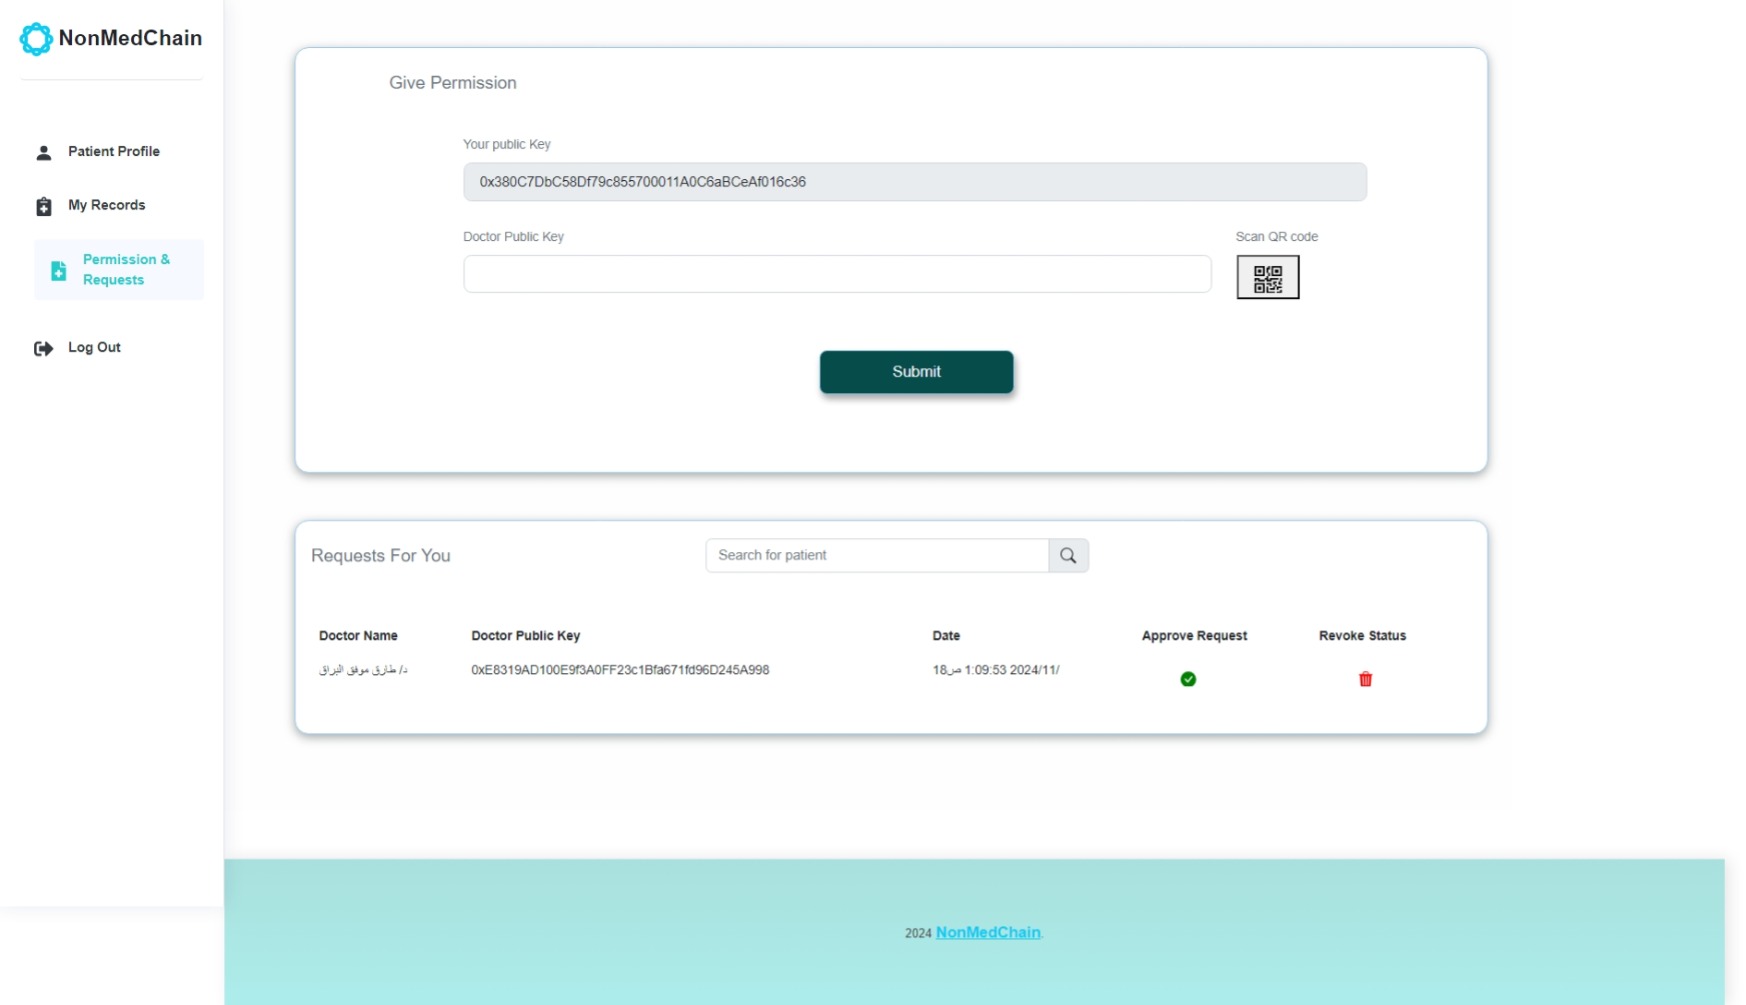 NonMedChain
Patient Profile
My Records
Permission &
Requests
Log Out
Give Permission
Your public Key
0x380C7DbC58Df79c855700011A0C6aBCeAf016c36
Doctor Public Key
Scan QR code
Submit
Requests For You
Search for patient
Doctor Name Doctor Public Key Date Approve Request Revoke Status
د/ طارق موفق البراق 0xE8319AD100E9f3A0FF23c1Bfa671fd96D245A998 18ص 1:09:53 2024/11/
2024 NonMedChain.